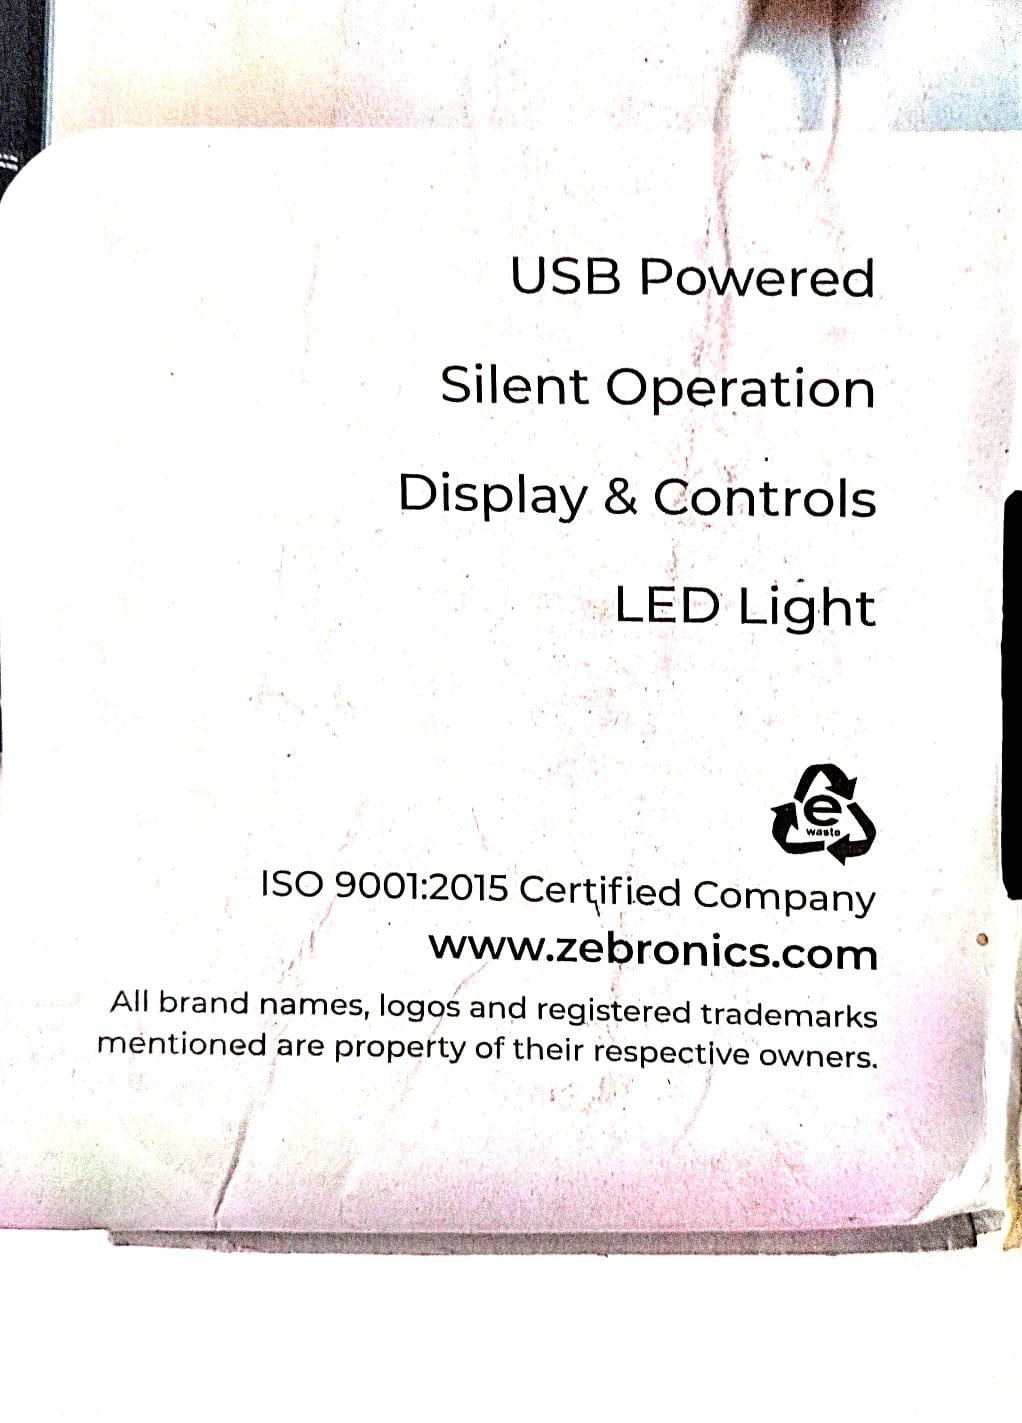 USB Powered
Silent Operation
Display & Controls
LED Light
e
waste
ISO 9001:2015 Certified Company
www.zebronics.com
All brand names, logos and registered trademarks
mentioned are property of their respective owners.